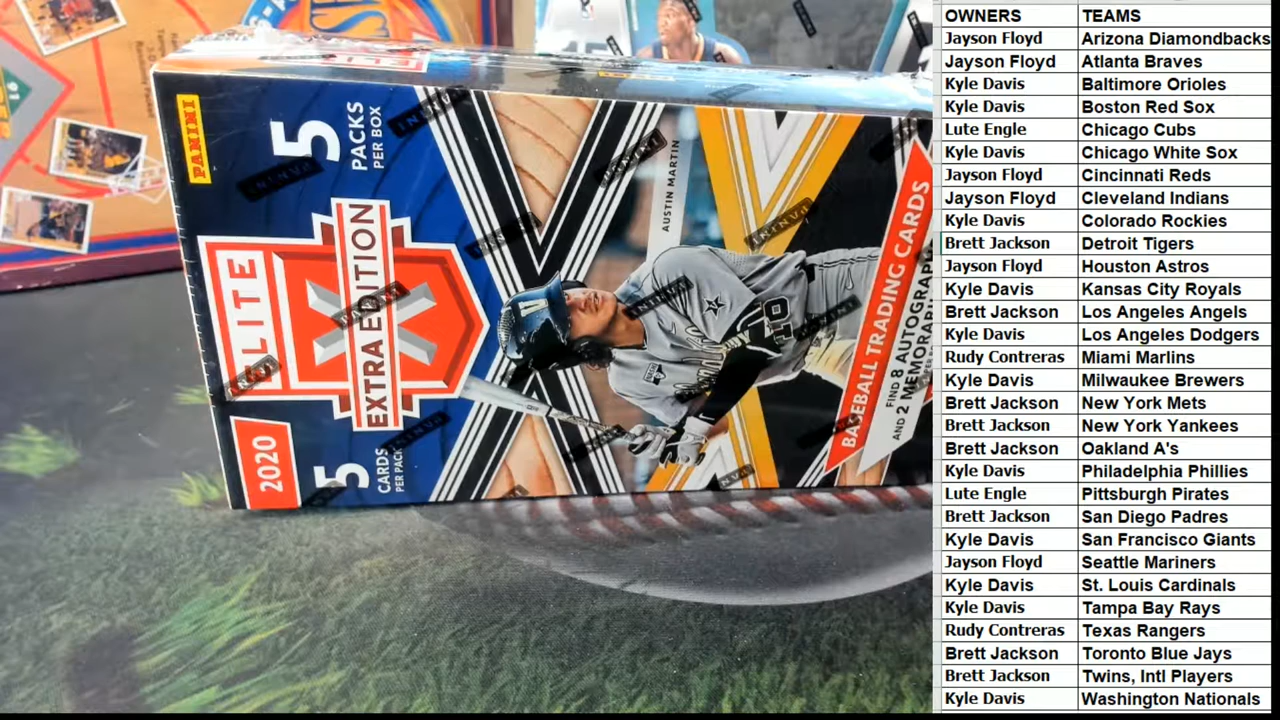 PANINI
5
PACKS
PER BOX
ELITE
EXTRA EDITION
2020
5
CARDS
PER PACK
AUSTIN MARTIN
BASEBALL TRADING CARDS
FIND 8 AUTOGRAPH
AND 2 MEMORABIL
OWNERS TEAMS
Jayson Floyd Arizona Diamondbacks
Jayson Floyd Atlanta Braves
Kyle Davis Baltimore Orioles
Kyle Davis Boston Red Sox
Lute Engle Chicago Cubs
Kyle Davis Chicago White Sox
Jayson Floyd Cincinnati Reds
Jayson Floyd Cleveland Indians
Kyle Davis Colorado Rockies
Brett Jackson Detroit Tigers
Jayson Floyd Houston Astros
Kyle Davis Kansas City Royals
Brett Jackson Los Angeles Angels
Kyle Davis Los Angeles Dodgers
Rudy Contreras Miami Marlins
Kyle Davis Milwaukee Brewers
Brett Jackson New York Mets
Brett Jackson New York Yankees
Brett Jackson Oakland A's
Kyle Davis Philadelphia Phillies
Lute Engle Pittsburgh Pirates
Brett Jackson San Diego Padres
Kyle Davis San Francisco Giants
Jayson Floyd Seattle Mariners
Kyle Davis St. Louis Cardinals
Kyle Davis Tampa Bay Rays
Rudy Contreras Texas Rangers
Brett Jackson Toronto Blue Jays
Brett Jackson Twins, Intl Players
Kyle Davis Washington Nationals